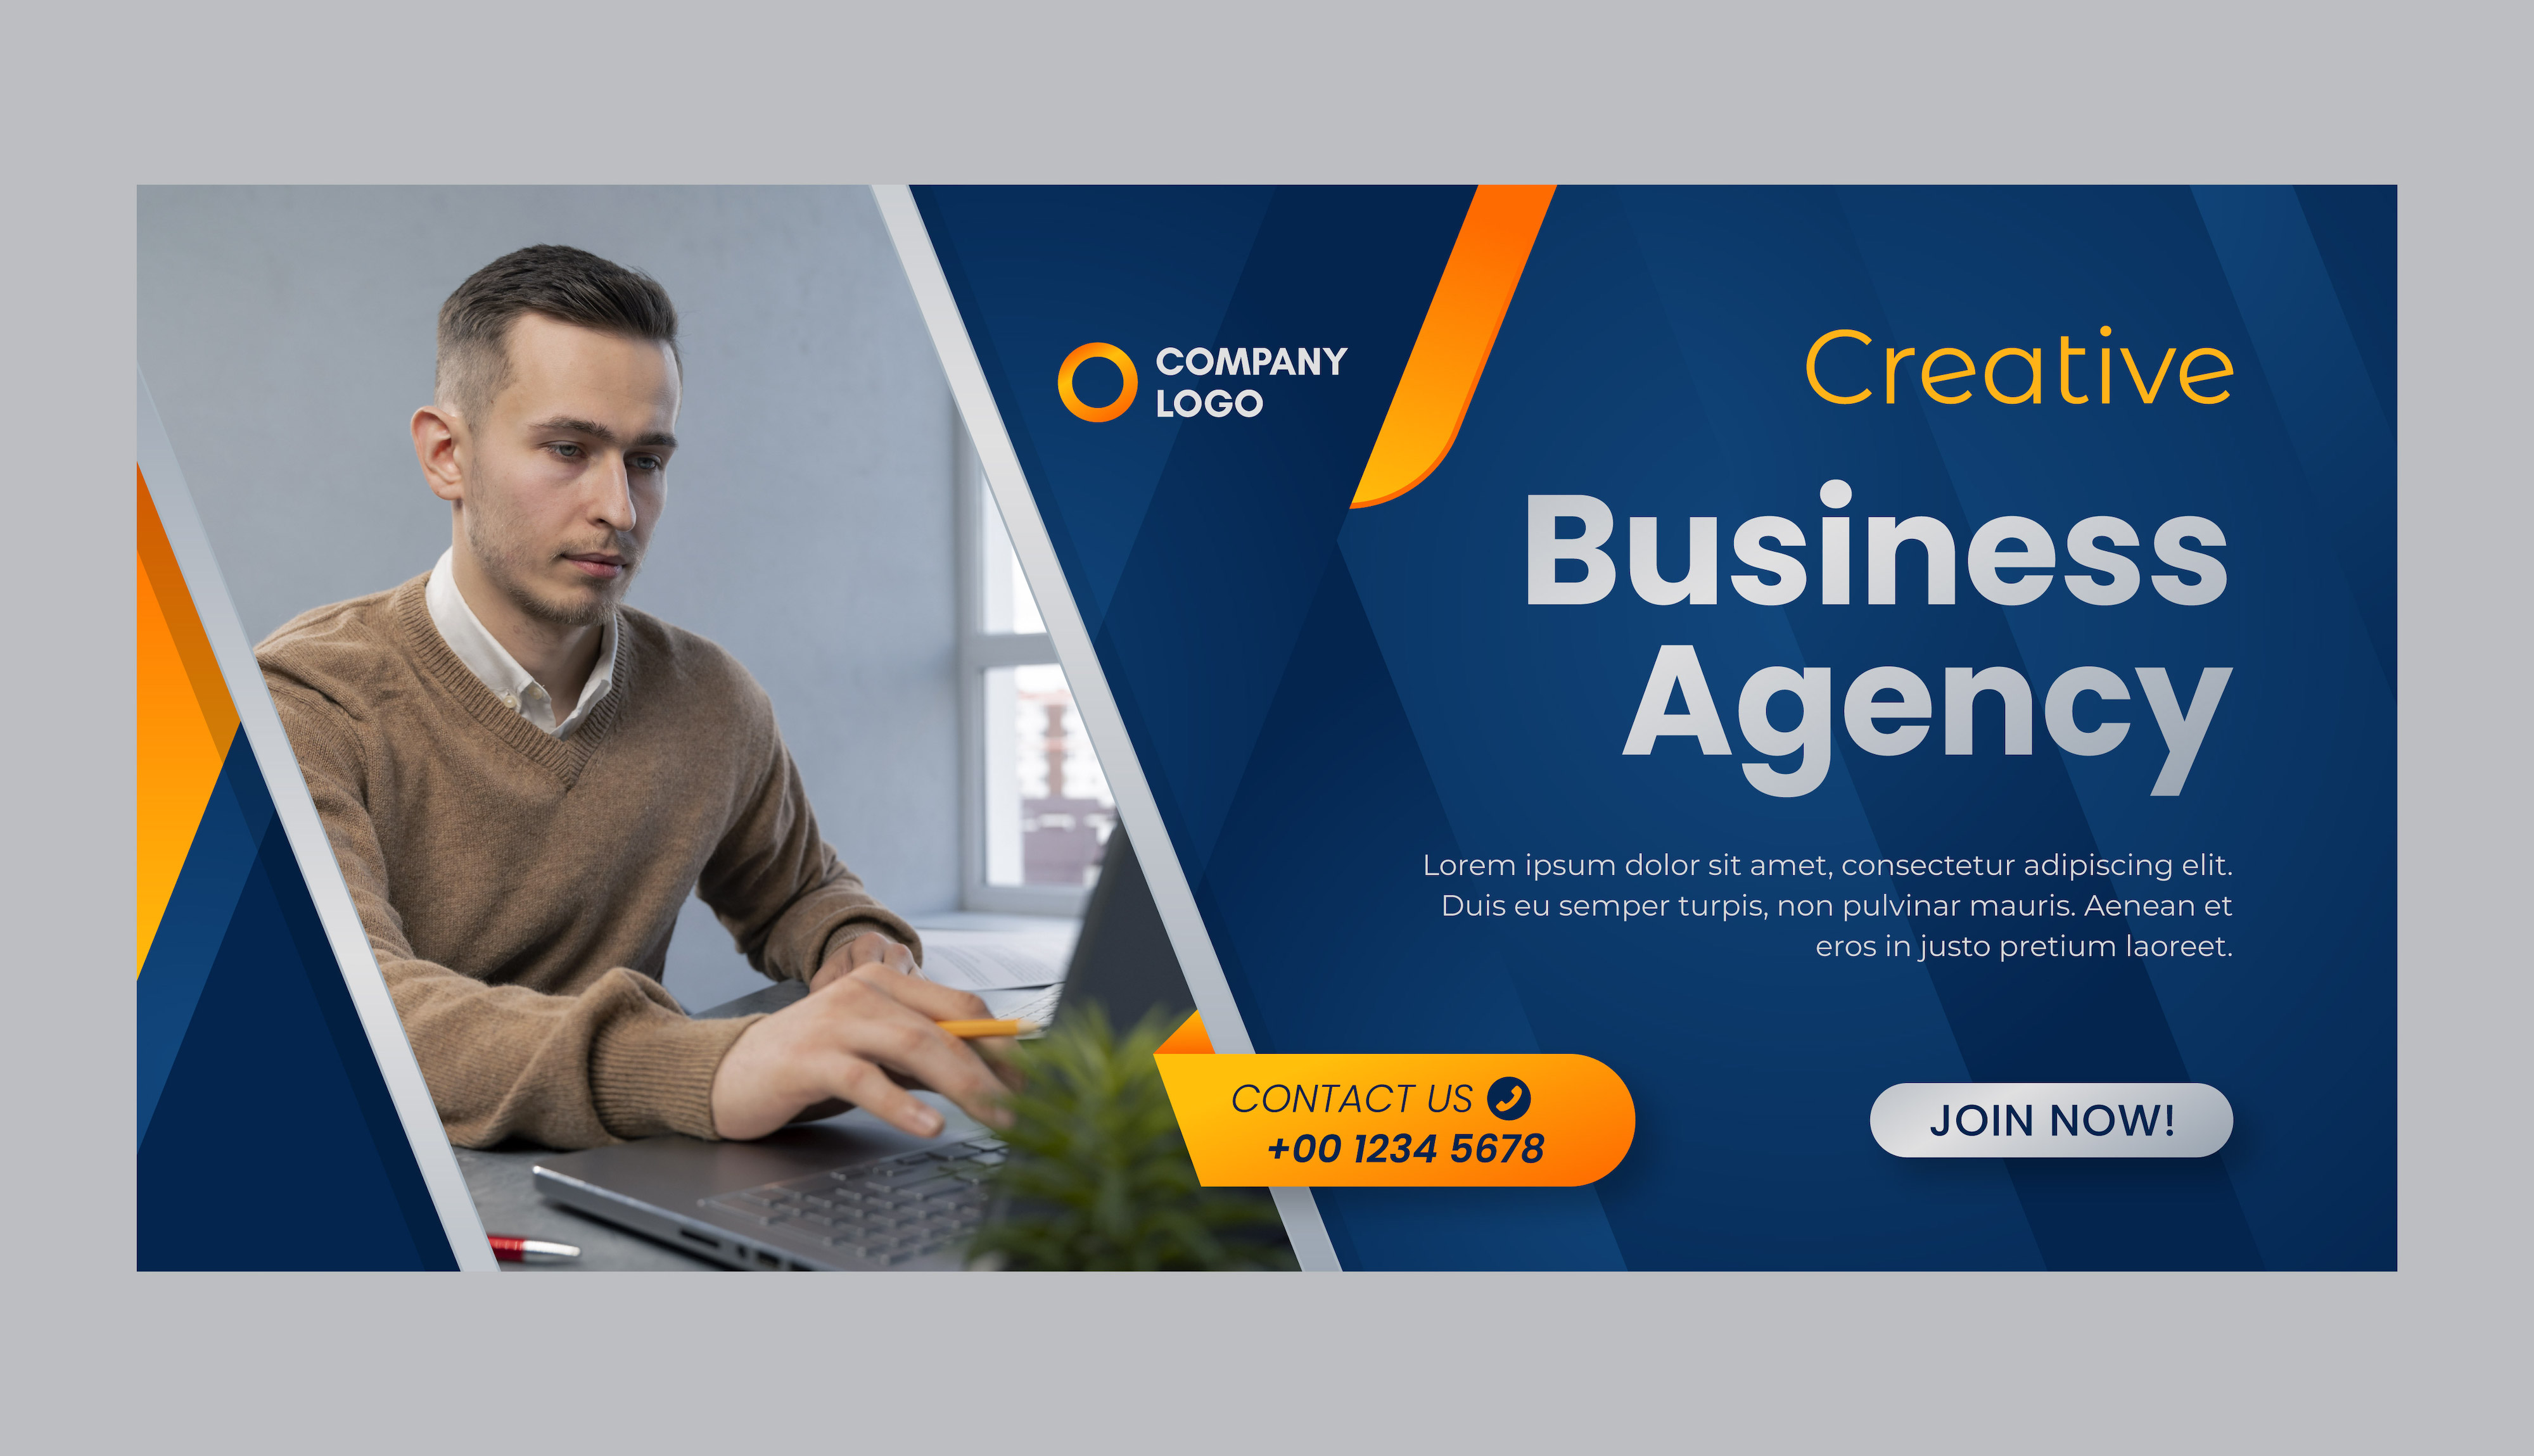 COMPANY
LOGO
Creative
Business
Agency
Lorem ipsum dolor sit amet, consectetur adipiscing elit.
Duis eu semper turpis, non pulvinar mauris. Aenean et
eros in justo pretium laoreet.
CONTACT US
+00 1234 5678
JOIN NOW!